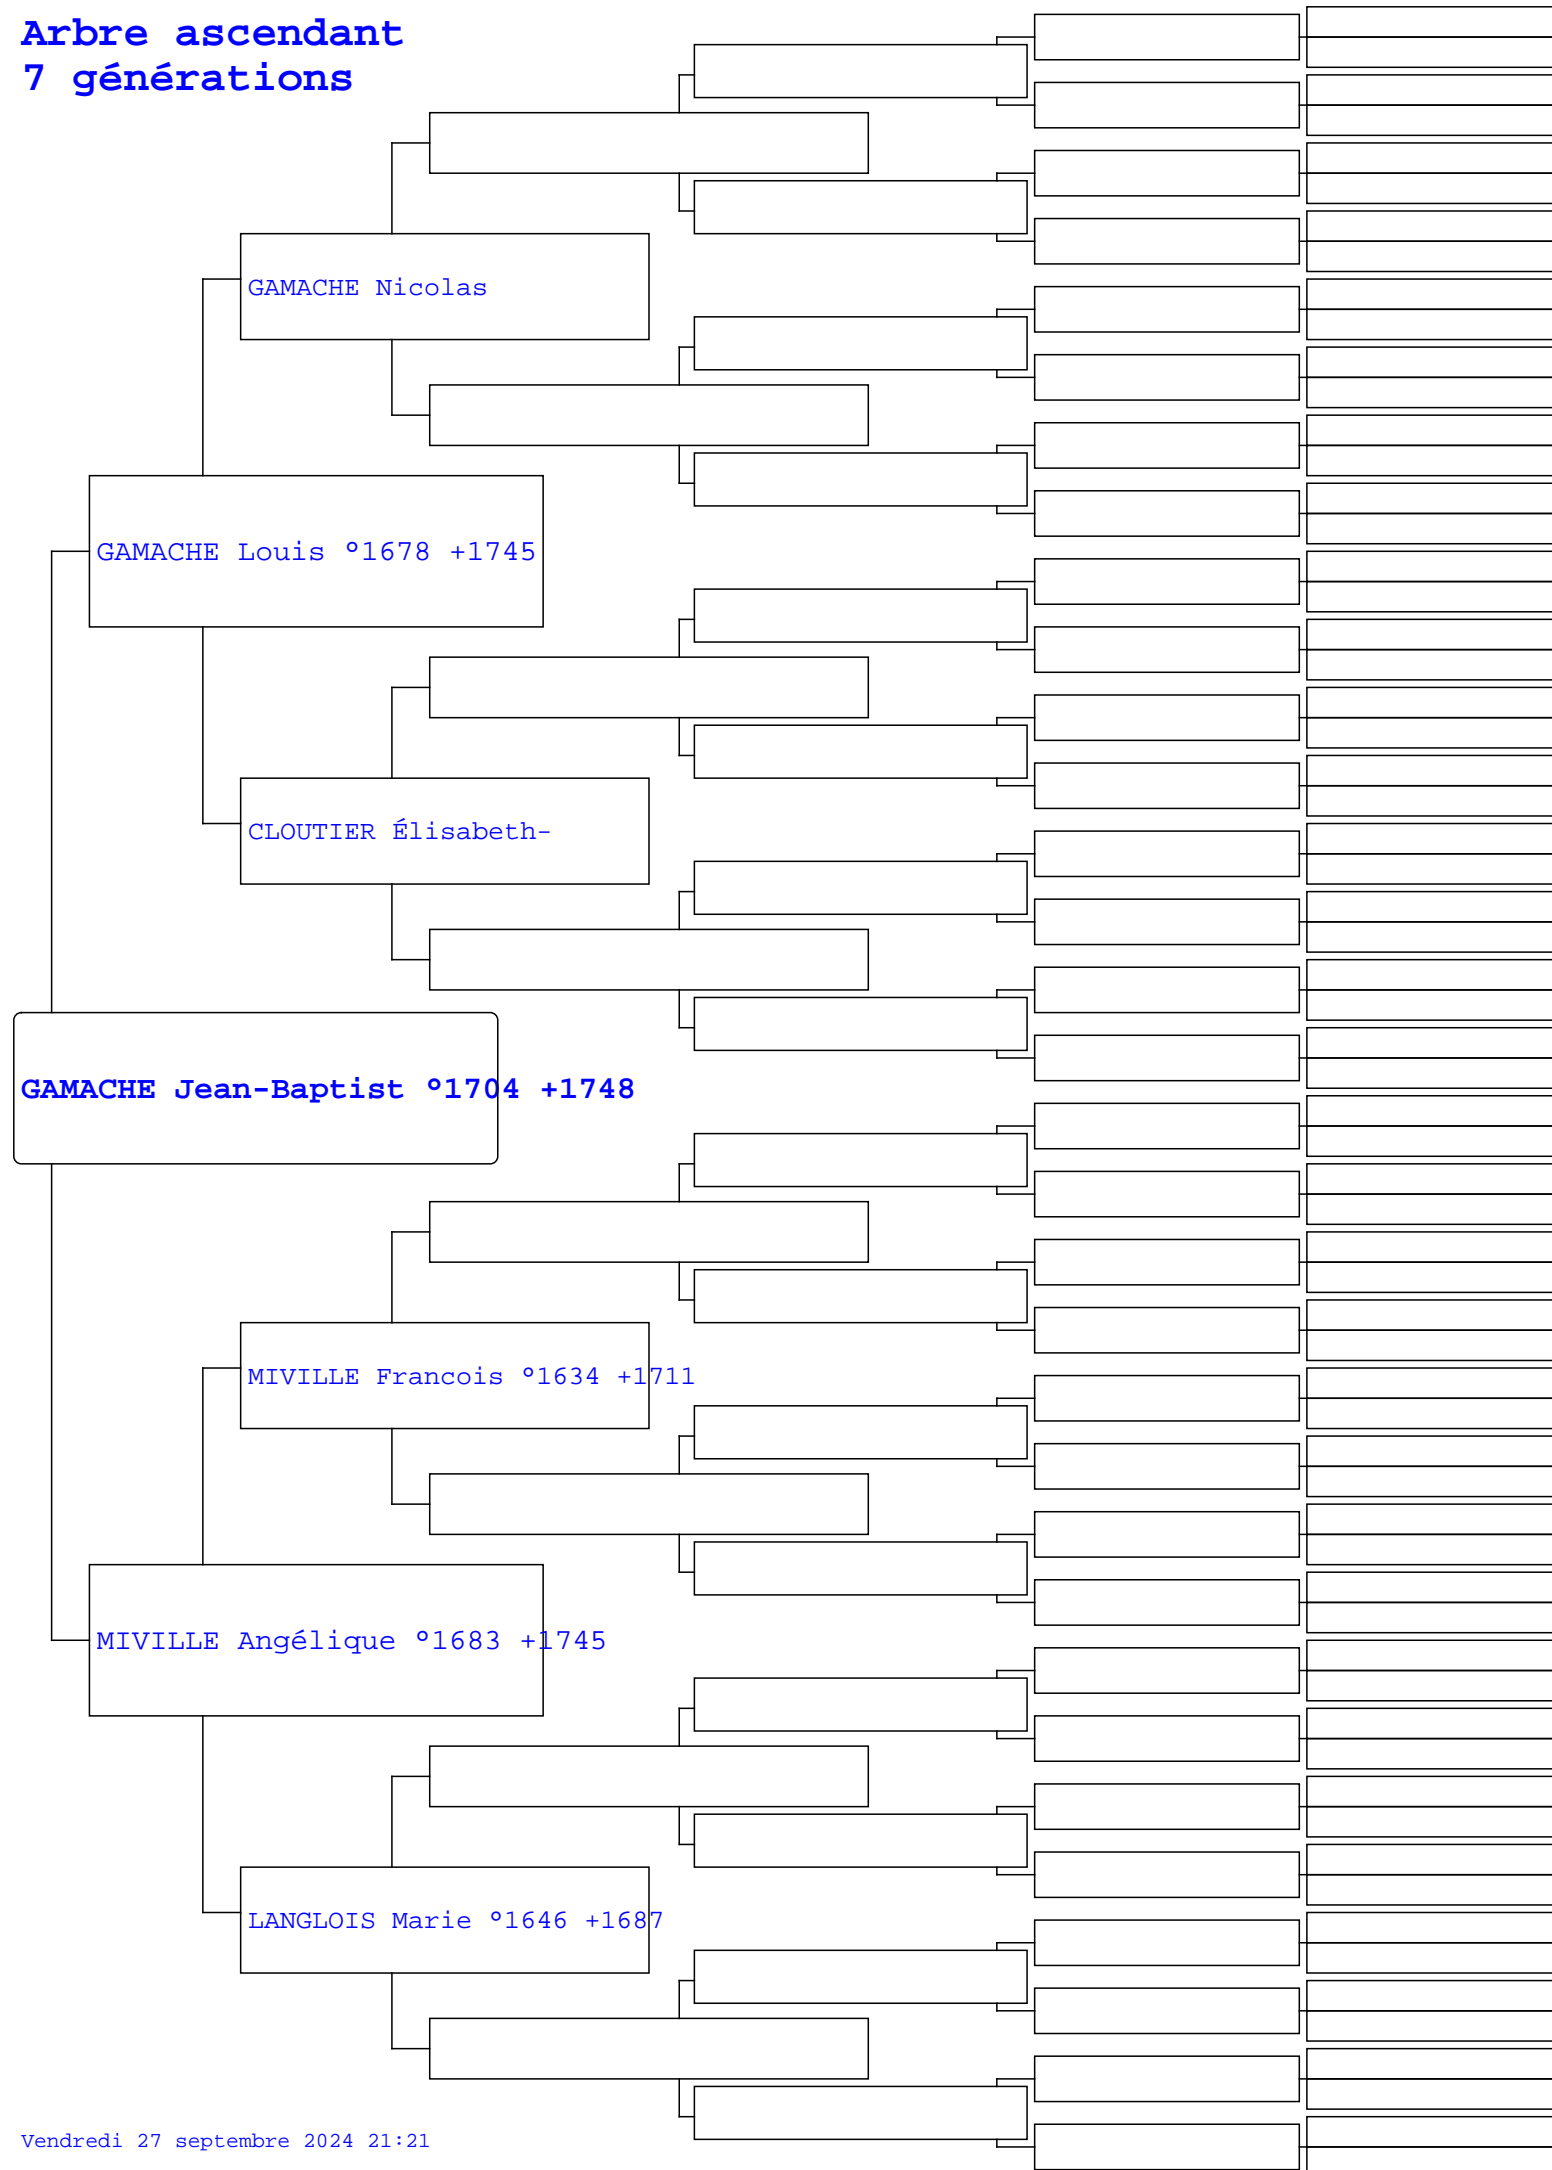 Arbre ascendant
7 générations
GAMACHE Nicolas
GAMACHE Louis °1678 +1745
CLOUTIER Élisabeth-
GAMACHE Jean-Baptist °1704 +1748
MIVILLE Francois °1634 +1711
MIVILLE Angélique °1683 +1745
LANGLOIS Marie °1646 +1687
Vendredi 27 septembre 2024 21:21